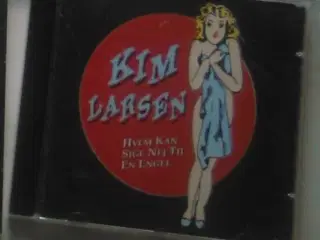 KIM
LARSEN
HVEM KAN
SIGE NEJ TIL
EN ENGEL